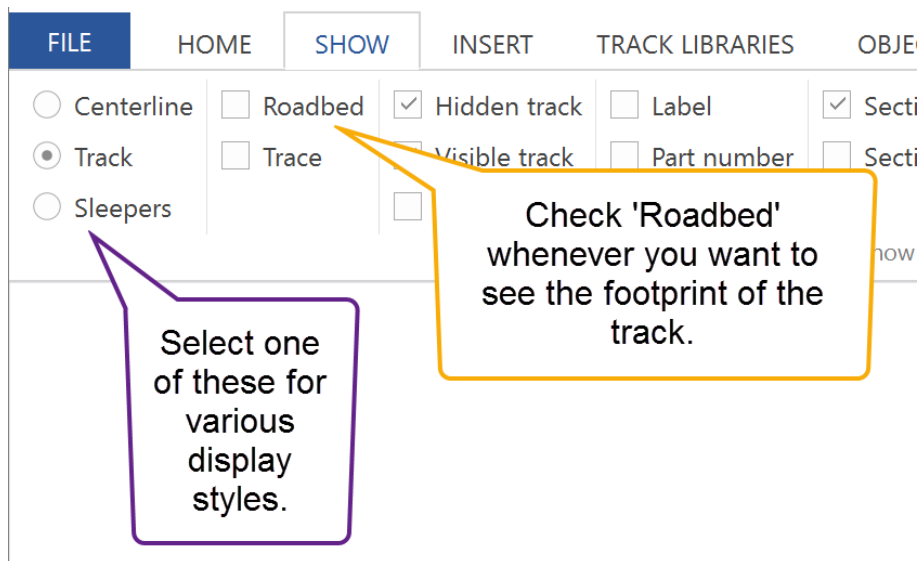 FILE HOME SHOW INSERT TRACK LIBRARIES
Centerline Roadbed Hidden track Label
Track Trace Visible track Part number
Sleepers
Check 'Roadbed'
whenever you want to
see the footprint of the
track.
Select one
of these for
various
display
styles.